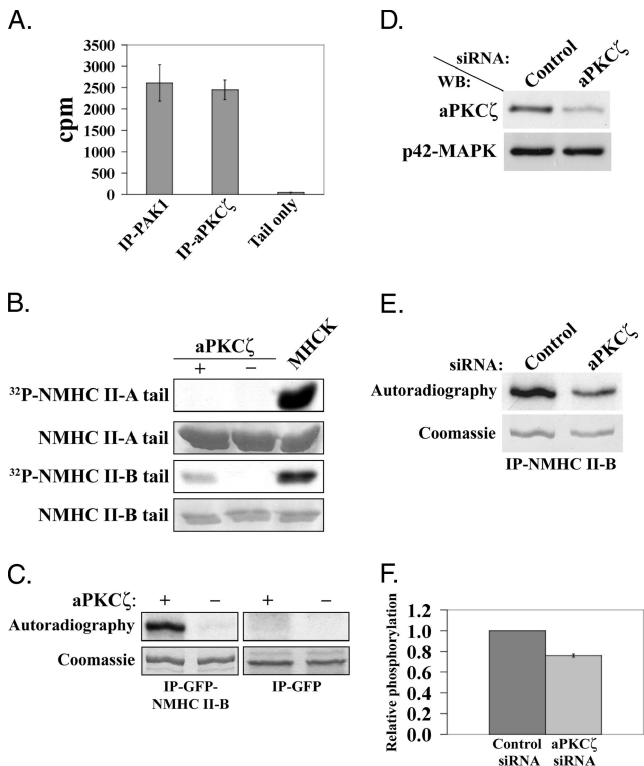 A.
3500
3000
2500
2000
1500
1000
500
0
cpm
IP-PAK1
IP-aPKCζ
Tail only
B.
aPKCζ
MHCK
+ −
³²P-NMHC II-A tail
NMHC II-A tail
³²P-NMHC II-B tail
NMHC II-B tail
C.
aPKCζ: + − + −
Autoradiography
Coomassie
IP-GFP-
NMHC II-B
IP-GFP
D.
siRNA:
Control
aPKCζ
WB:
aPKCζ
p42-MAPK
E.
siRNA:
Control
aPKCζ
Autoradiography
Coomassie
IP-NMHC II-B
F.
Relative phosphorylation
1.2
1.0
0.8
0.6
0.4
0.2
0.0
Control
siRNA
aPKCζ
siRNA